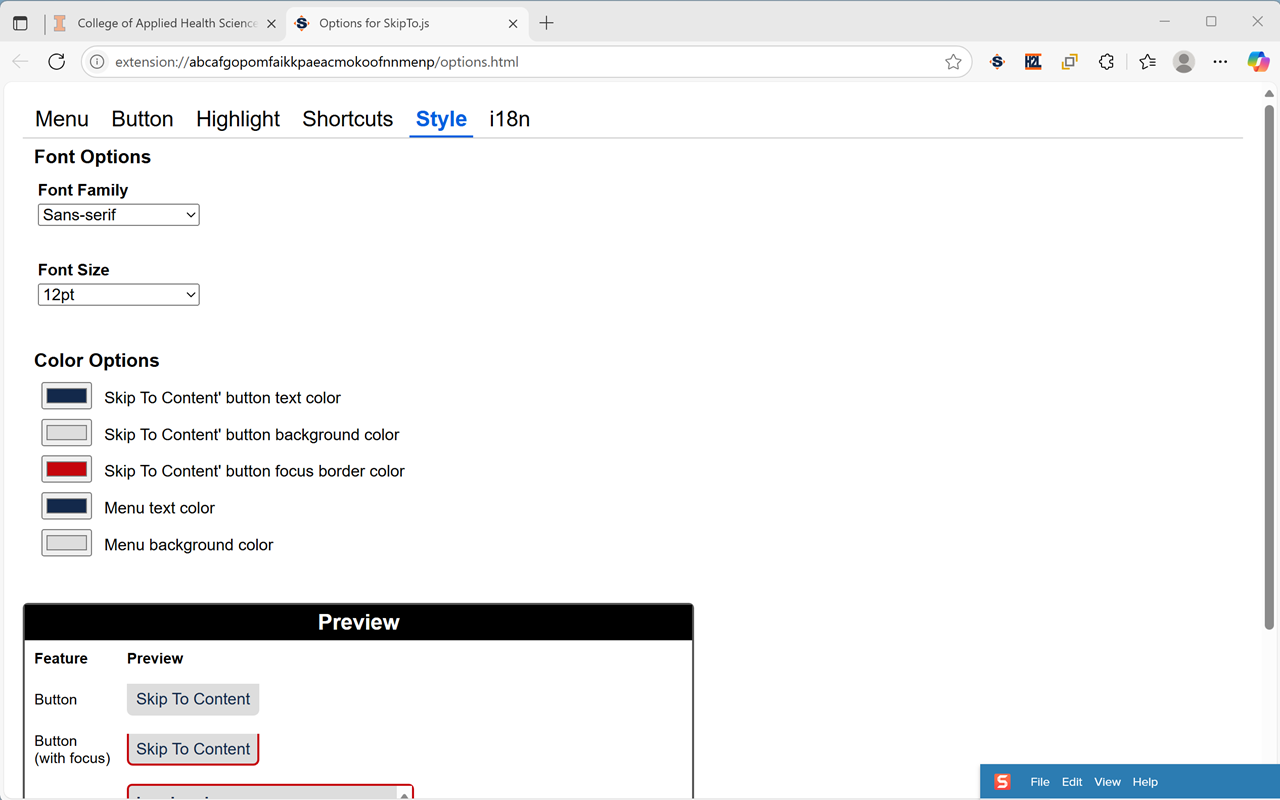 College of Applied Health Science
Options for SkipTo.js
extension://abcafgopomfaikkpaeacmokoofnnmenp/options.html
H2L
Menu Button Highlight Shortcuts Style i18n
Font Options
Font Family
Sans-serif
Font Size
12pt
Color Options
Skip To Content' button text color
Skip To Content' button background color
Skip To Content' button focus border color
Menu text color
Menu background color
Preview
Feature Preview
Button Skip To Content
Button
(with focus) Skip To Content
S File Edit View Help